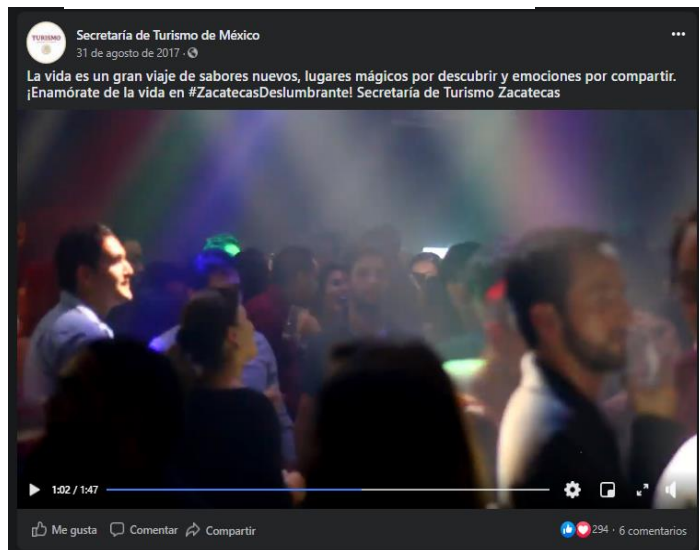 TURISMO
Secretaría de Turismo de México
31 de agosto de 2017 ·
La vida es un gran viaje de sabores nuevos, lugares mágicos por descubrir y emociones por compartir.
¡Enamórate de la vida en #ZacatecasDeslumbrante! Secretaría de Turismo Zacatecas
1:02 / 1:47
Me gusta Comentar Compartir 294 · 6 comentarios